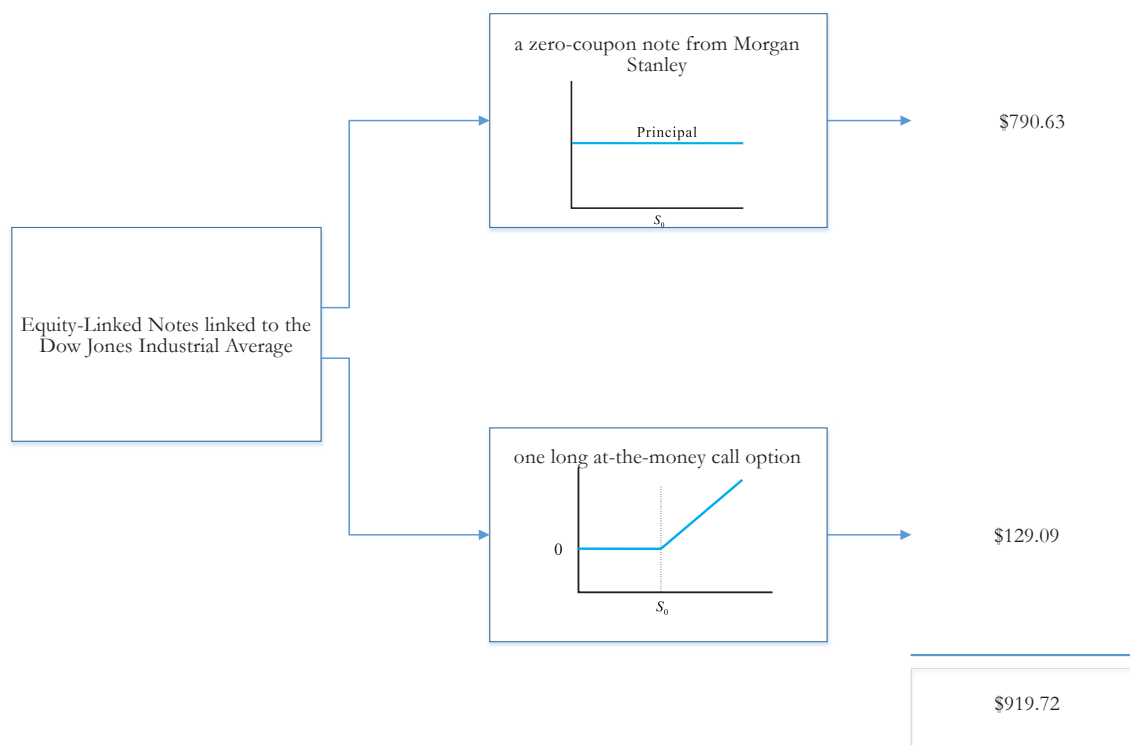 a zero-coupon note from Morgan
Stanley
Principal
S₀
$790.63
Equity-Linked Notes linked to the
Dow Jones Industrial Average
one long at-the-money call option
0
S₀
$129.09
$919.72